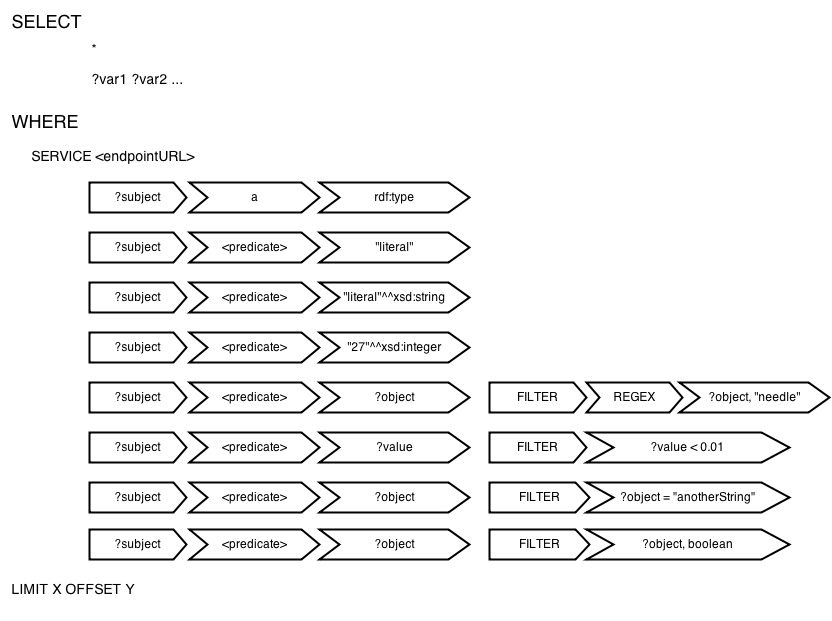 SELECT
*
?var1 ?var2 ...
WHERE
SERVICE <endpointURL>
?subject a rdf:type
?subject <predicate> "literal"
?subject <predicate> "literal"^^xsd:string
?subject <predicate> "27"^^xsd:integer
?subject <predicate> ?object FILTER REGEX ?object, "needle"
?subject <predicate> ?value FILTER ?value < 0.01
?subject <predicate> ?object FILTER ?object = "anotherString"
?subject <predicate> ?object FILTER ?object, boolean
LIMIT X OFFSET Y